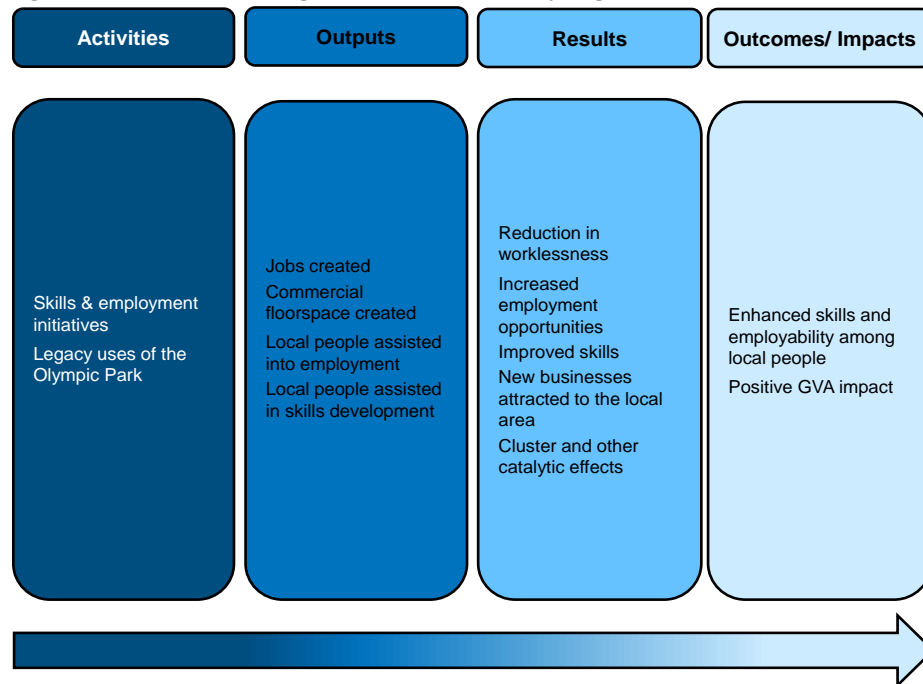 Activities
Outputs
Results
Outcomes/ Impacts
Skills & employment
initiatives
Legacy uses of the
Olympic Park
Jobs created
Commercial
floorspace created
Local people assisted
into employment
Local people assisted
in skills development
Reduction in
worklessness
Increased
employment
opportunities
Improved skills
New businesses
attracted to the local
area
Cluster and other
catalytic effects
Enhanced skills and
employability among
local people
Positive GVA impact